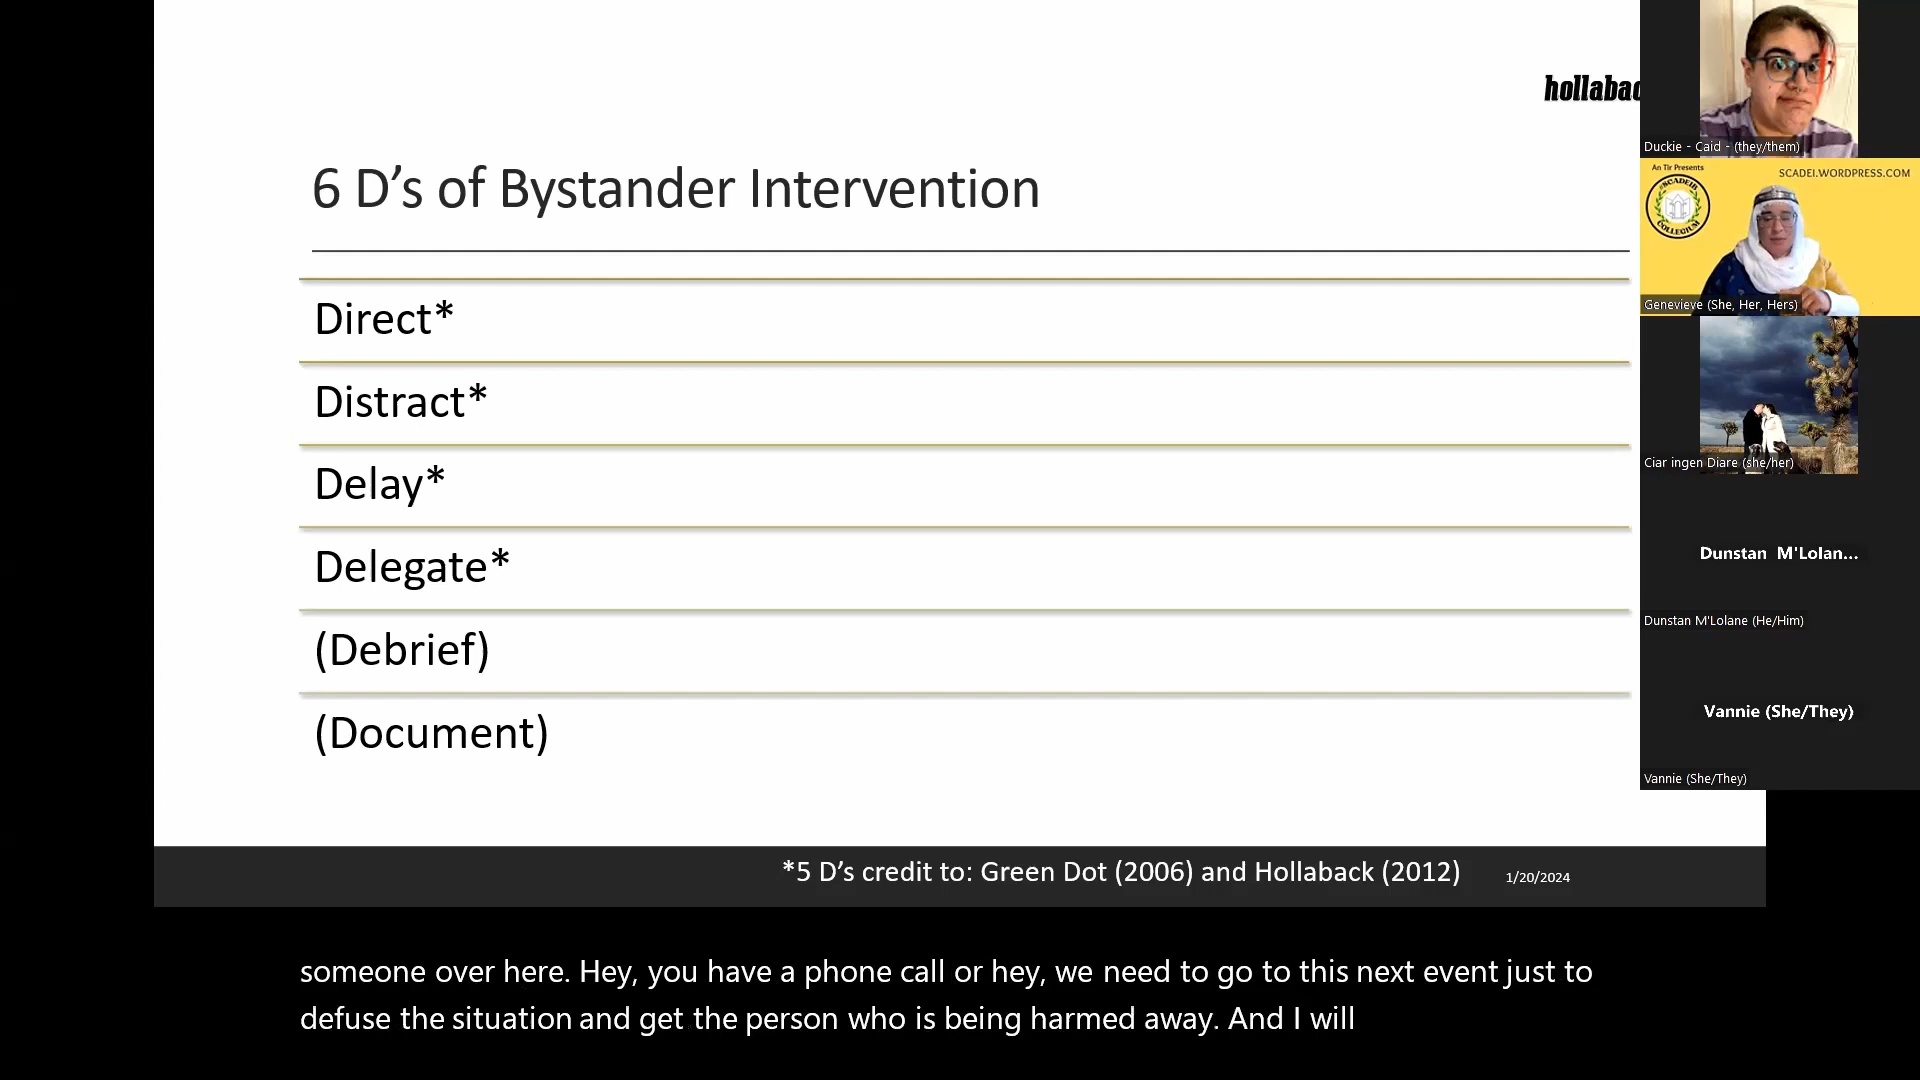 hollabac
6 D’s of Bystander Intervention
Direct*
Distract*
Delay*
Delegate*
(Debrief)
(Document)
*5 D’s credit to: Green Dot (2006) and Hollaback (2012)
1/20/2024
Duckie - Caid - (they/them)
An Tir Presents
SCADEI.WORDPRESS.COM
SCADEIB
COLLEGIUM
Genevieve (She, Her, Hers)
Ciar ingen Diare (she/her)
Dunstan M'Lolan...
Dunstan M'Lolane (He/Him)
Vannie (She/They)
Vannie (She/They)
someone over here. Hey, you have a phone call or hey, we need to go to this next event just to
defuse the situation and get the person who is being harmed away. And I will